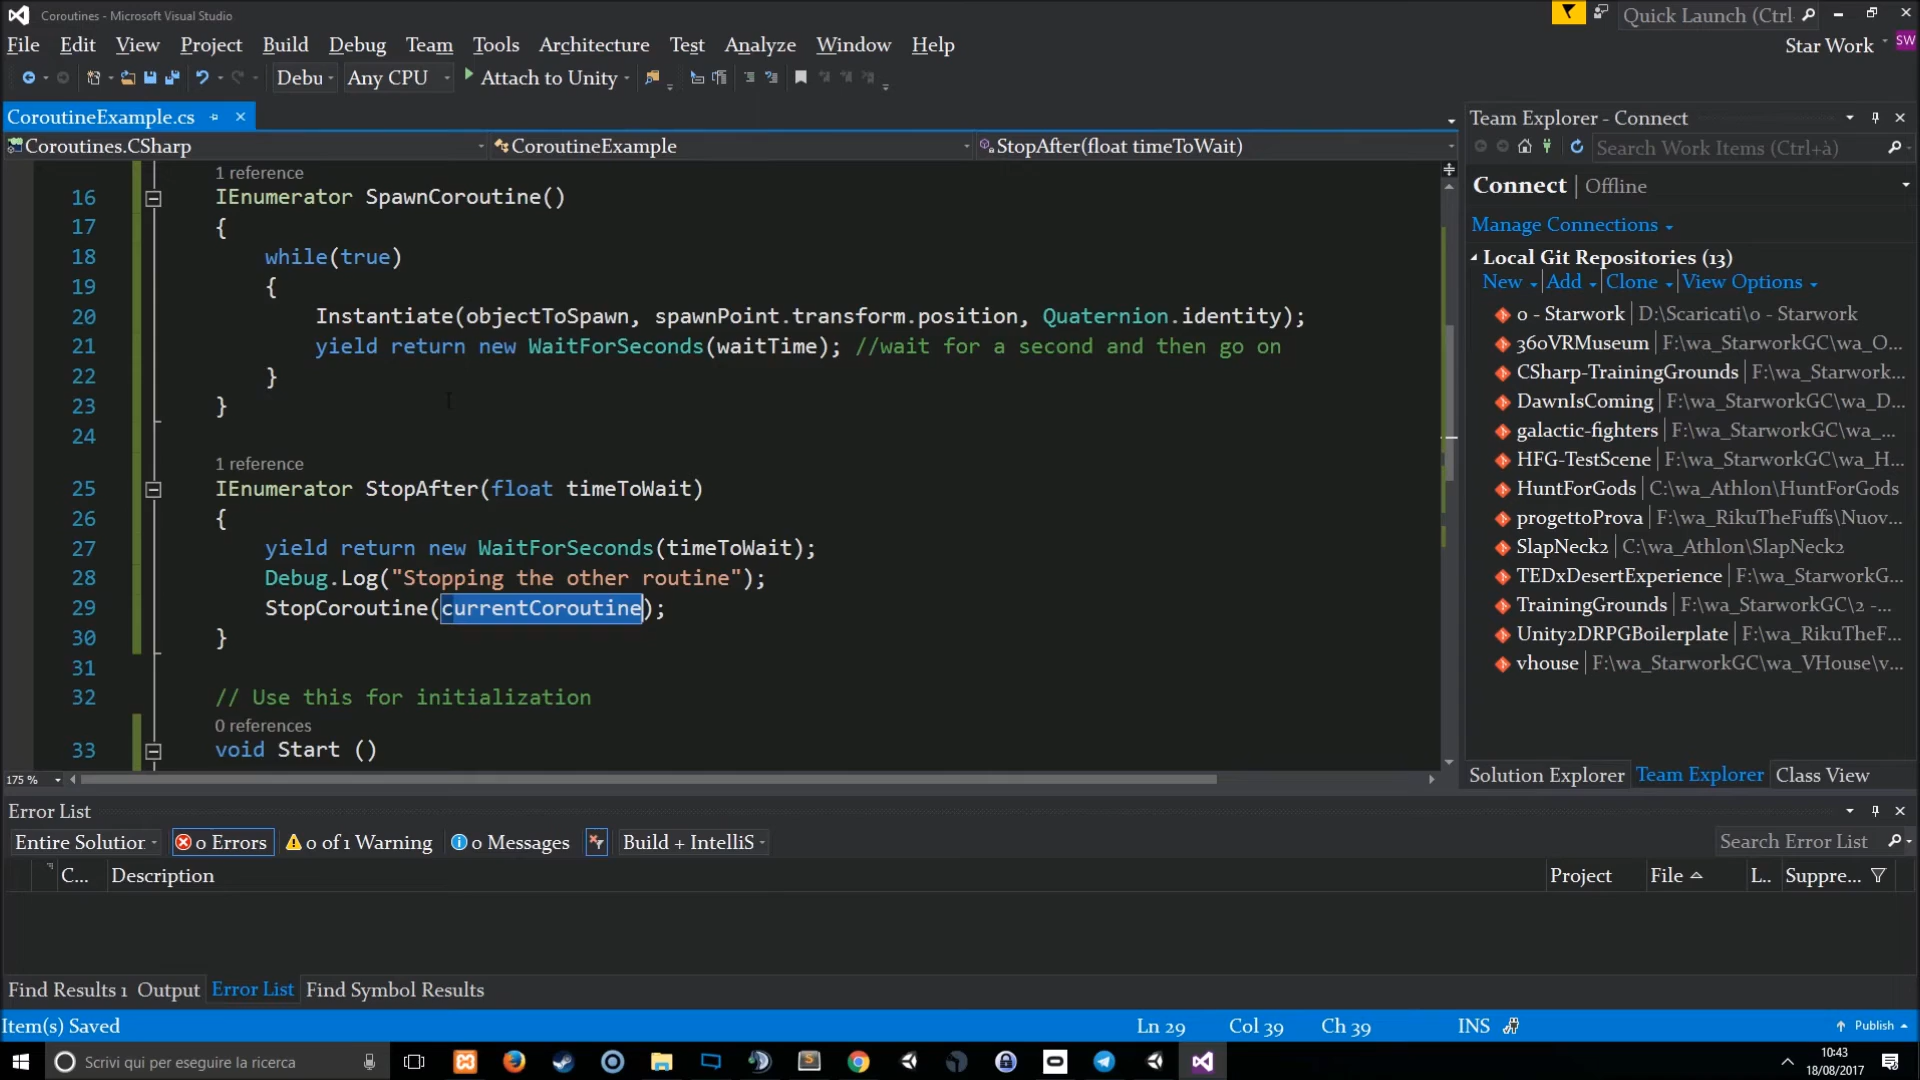 Coroutines - Microsoft Visual Studio
Quick Launch (Ctrl
File Edit View Project Build Debug Team Tools Architecture Test Analyze Window Help
Star Work SW
Debu Any CPU Attach to Unity
CoroutineExample.cs
Coroutines.CSharp CoroutineExample StopAfter(float timeToWait)
1 reference
16 IEnumerator SpawnCoroutine()
17 {
18 while(true)
19 {
20 Instantiate(objectToSpawn, spawnPoint.transform.position, Quaternion.identity);
21 yield return new WaitForSeconds(waitTime); //wait for a second and then go on
22 }
23 }
24
1 reference
25 IEnumerator StopAfter(float timeToWait)
26 {
27 yield return new WaitForSeconds(timeToWait);
28 Debug.Log("Stopping the other routine");
29 StopCoroutine(currentCoroutine);
30 }
31
32 // Use this for initialization
0 references
33 void Start ()
175 %
Team Explorer - Connect
Search Work Items (Ctrl+à)
Connect | Offline
Manage Connections
Local Git Repositories (13)
New Add Clone View Options
0 - Starwork | D:\Scaricati\0 - Starwork
360VRMuseum | F:\wa_StarworkGC\wa_O...
CSharp-TrainingGrounds | F:\wa_Starwork...
DawnIsComing | F:\wa_StarworkGC\wa_D...
galactic-fighters | F:\wa_StarworkGC\wa_...
HFG-TestScene | F:\wa_StarworkGC\wa_H...
HuntForGods | C:\wa_Athlon\HuntForGods
progettoProva | F:\wa_RikuTheFuffs\Nuov...
SlapNeck2 | C:\wa_Athlon\SlapNeck2
TEDxDesertExperience | F:\wa_StarworkG...
TrainingGrounds | F:\wa_StarworkGC\2 -...
Unity2DRPGBoilerplate | F:\wa_RikuTheF...
vhouse | F:\wa_StarworkGC\wa_VHouse\v...
Solution Explorer Team Explorer Class View
Error List
Entire Solution 0 Errors 0 of 1 Warning 0 Messages Build + IntelliS
Search Error List
C... Description Project File L.. Suppre...
Find Results 1 Output Error List Find Symbol Results
Item(s) Saved Ln 29 Col 39 Ch 39 INS Publish
Scrivi qui per eseguire la ricerca
10:43
18/08/2017